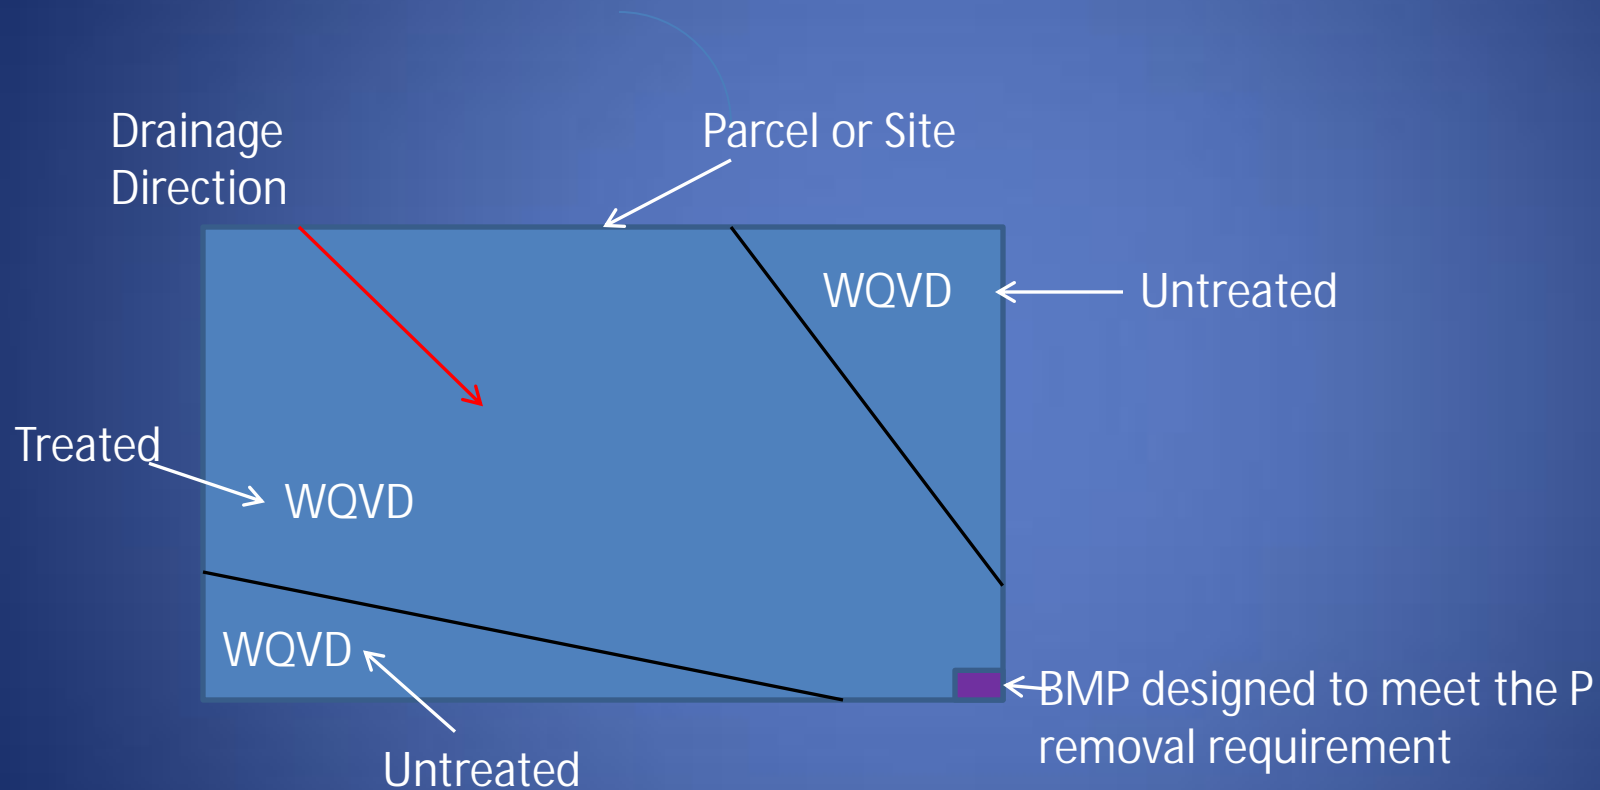 Drainage
Direction
Parcel or Site
WQVD
Untreated
Treated
WQVD
WQVD
Untreated
BMP designed to meet the P
removal requirement